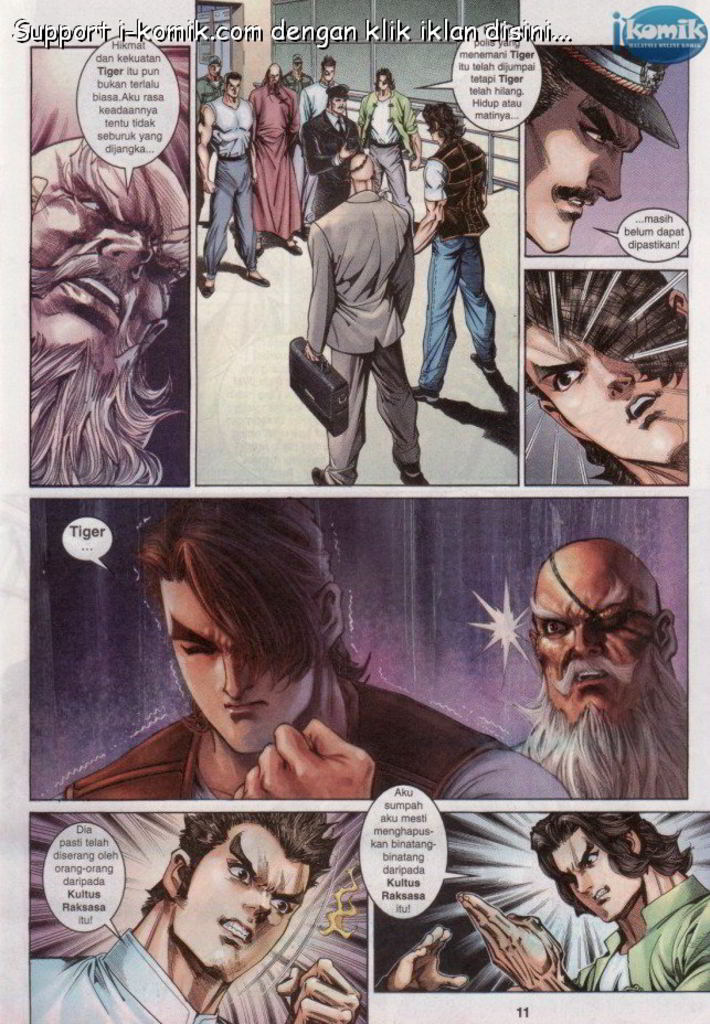 Support i-komik.com dengan klik iklan disini...
ikomik
MALAYSIA ONLINE KOMIK
Hikmat
dan kekuatan
Tiger itu pun
bukan terlalu
biasa.Aku rasa
keadaannya
tentu tidak
seburuk yang
dijangka...
polis yang
menemani Tiger
itu telah dijumpai
tetapi Tiger
telah hilang.
Hidup atau
matinya...
...masih
belum dapat
dipastikan!
Tiger
...
Dia
pasti telah
diserang oleh
orang-orang
daripada
Kultus
Raksasa
itu!
Aku
sumpah
aku mesti
menghapus-
kan binatang-
binatang
daripada
Kultus
Raksasa
itu!
11